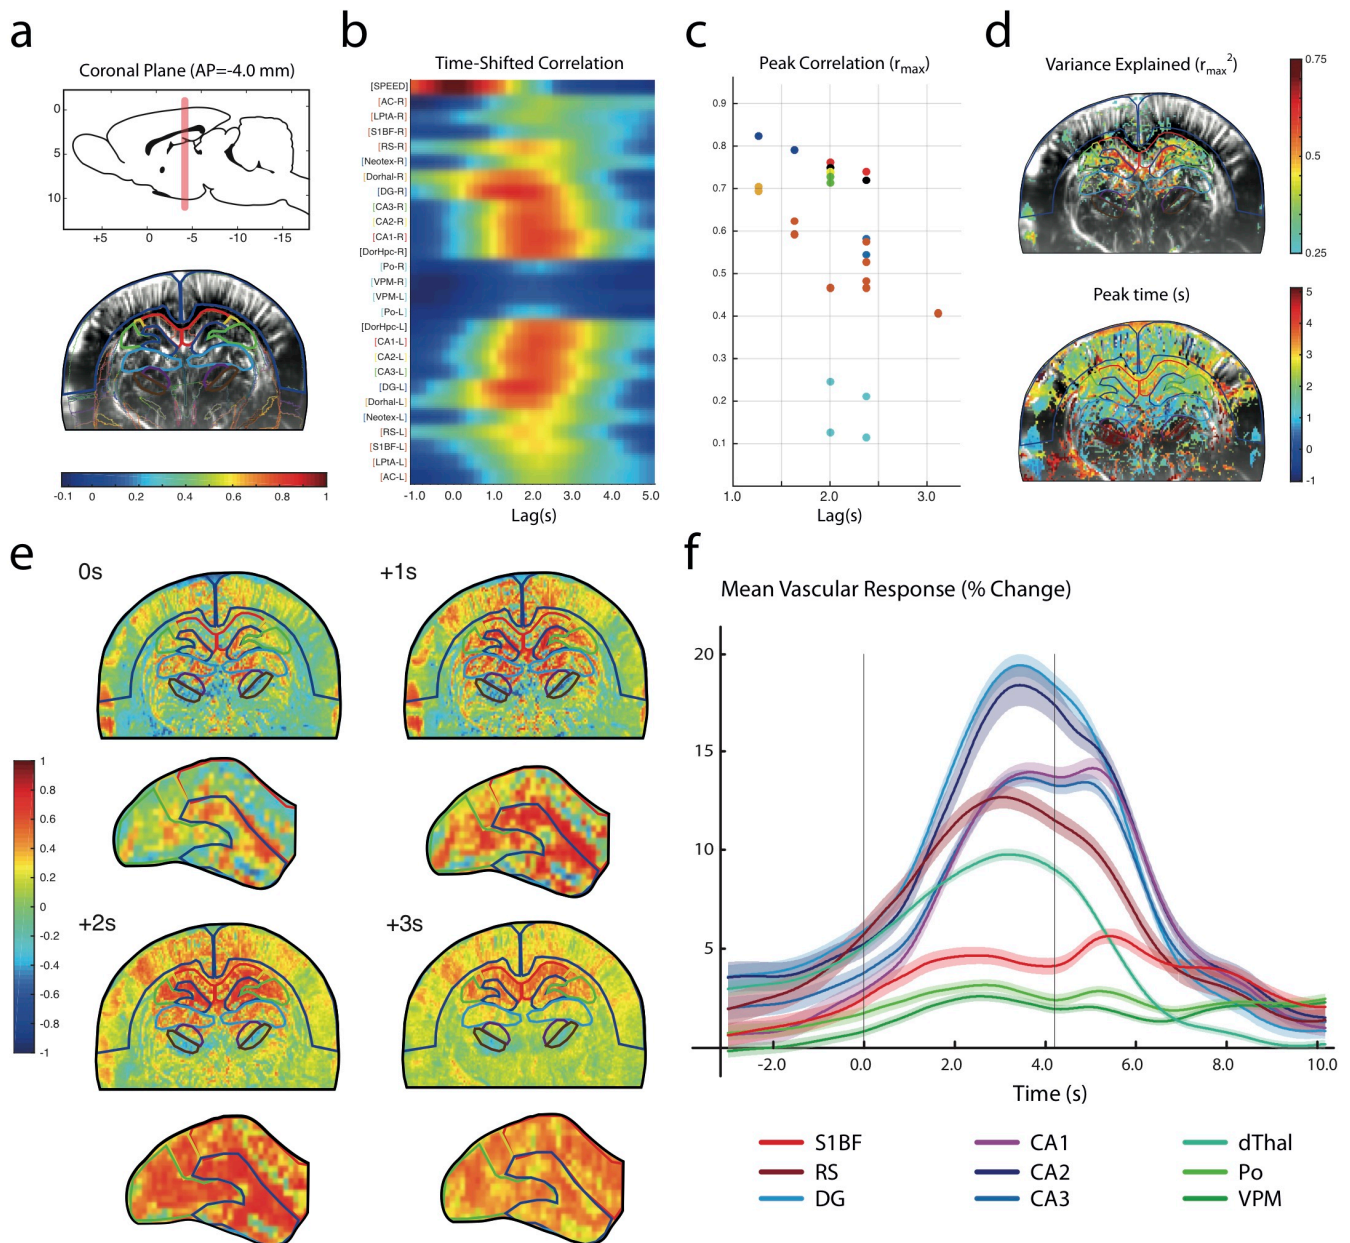 a
Coronal Plane (AP=-4.0 mm)
0
5
10
+5 0 -5 -10 -15
-0.1 0 0.2 0.4 0.6 0.8 1
b
Time-Shifted Correlation
[SPEED]
[AC-R]
[LPtA-R]
[S1BF-R]
[RS-R]
[Neotex-R]
[Dorhal-R]
[DG-R]
[CA3-R]
[CA2-R]
[CA1-R]
[DorHpc-R]
[Po-R]
[VPM-R]
[VPM-L]
[Po-L]
[DorHpc-L]
[CA1-L]
[CA2-L]
[CA3-L]
[DG-L]
[Dorhal-L]
[Neotex-L]
[RS-L]
[S1BF-L]
[LPtA-L]
[AC-L]
-1.0 0.0 1.0 2.0 3.0 4.0 5.0
Lag(s)
c
Peak Correlation (rmax)
0.9
0.8
0.7
0.6
0.5
0.4
0.3
0.2
0.1
1.0 2.0 3.0
Lag(s)
d
Variance Explained (rmax²)
0.75
0.5
0.25
Peak time (s)
5
4
3
2
1
0
-1
e
0s
+1s
+2s
+3s
1
0.8
0.6
0.4
0.2
0
-0.2
-0.4
-0.6
-0.8
-1
f
Mean Vascular Response (% Change)
20
15
10
5
-2.0 0.0 2.0 4.0 6.0 8.0 10.0
Time (s)
S1BF CA1 dThal
RS CA2 Po
DG CA3 VPM